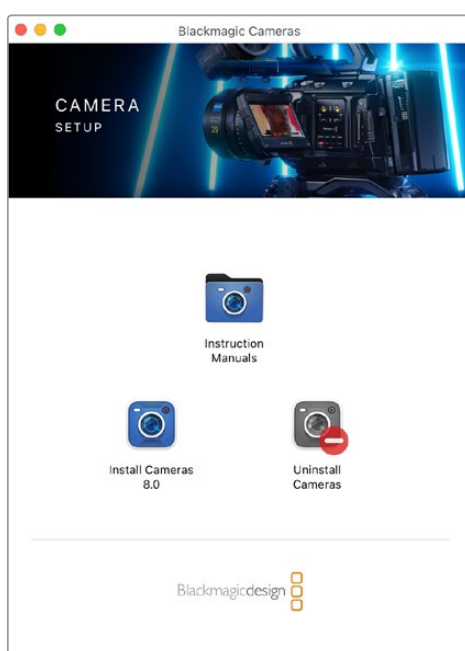 Blackmagic Cameras
CAMERA
SETUP
Instruction
Manuals
Install Cameras
8.0
Uninstall
Cameras
Blackmagicdesign